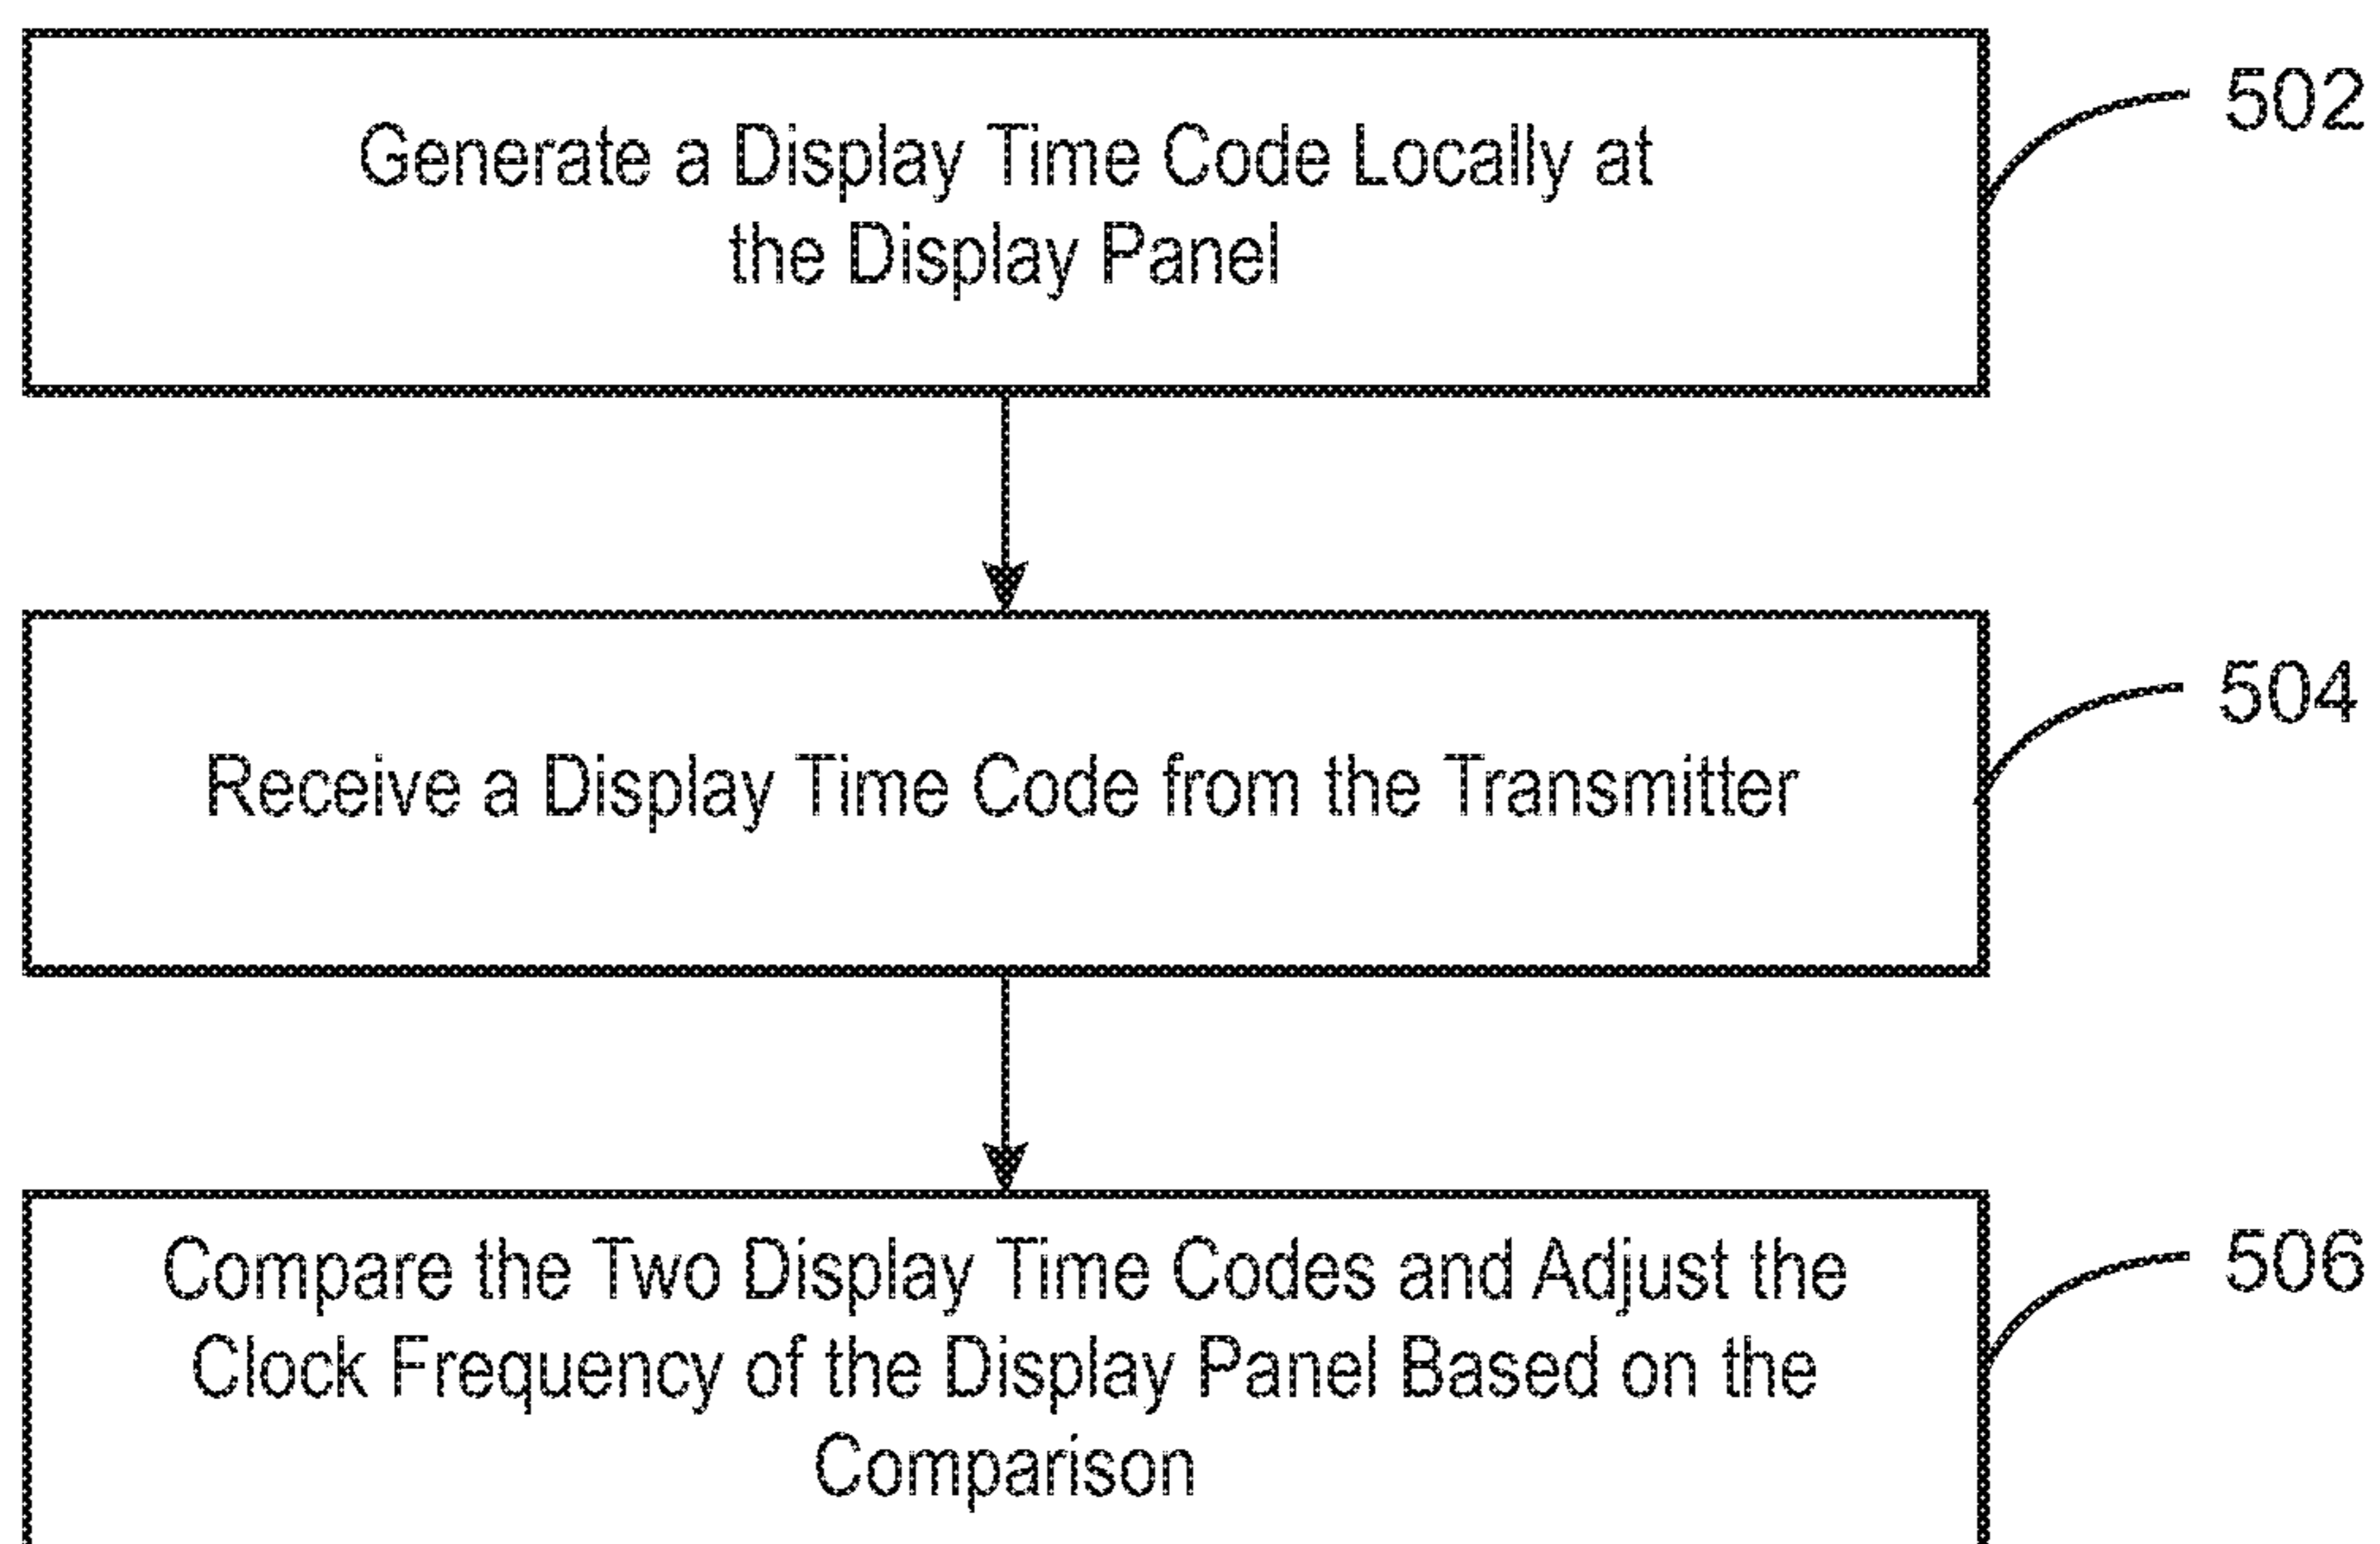 Generate a Display Time Code Locally at
the Display Panel
502
Receive a Display Time Code from the Transmitter
504
Compare the Two Display Time Codes and Adjust the
Clock Frequency of the Display Panel Based on the
Comparison
506